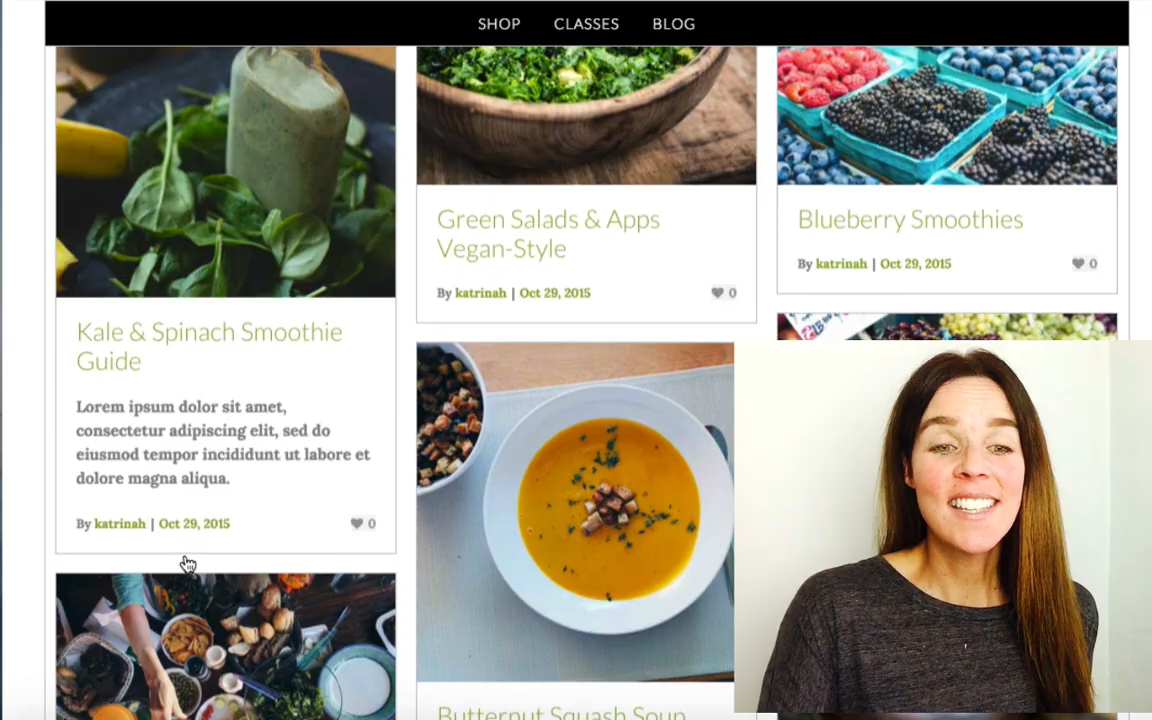 SHOP CLASSES BLOG
Kale & Spinach Smoothie
Guide
Lorem ipsum dolor sit amet,
consectetur adipiscing elit, sed do
eiusmod tempor incididunt ut labore et
dolore magna aliqua.
By katrinah | Oct 29, 2015
0
Green Salads & Apps
Vegan-Style
By katrinah | Oct 29, 2015
0
Butternut Squash Soup
Blueberry Smoothies
By katrinah | Oct 29, 2015
0